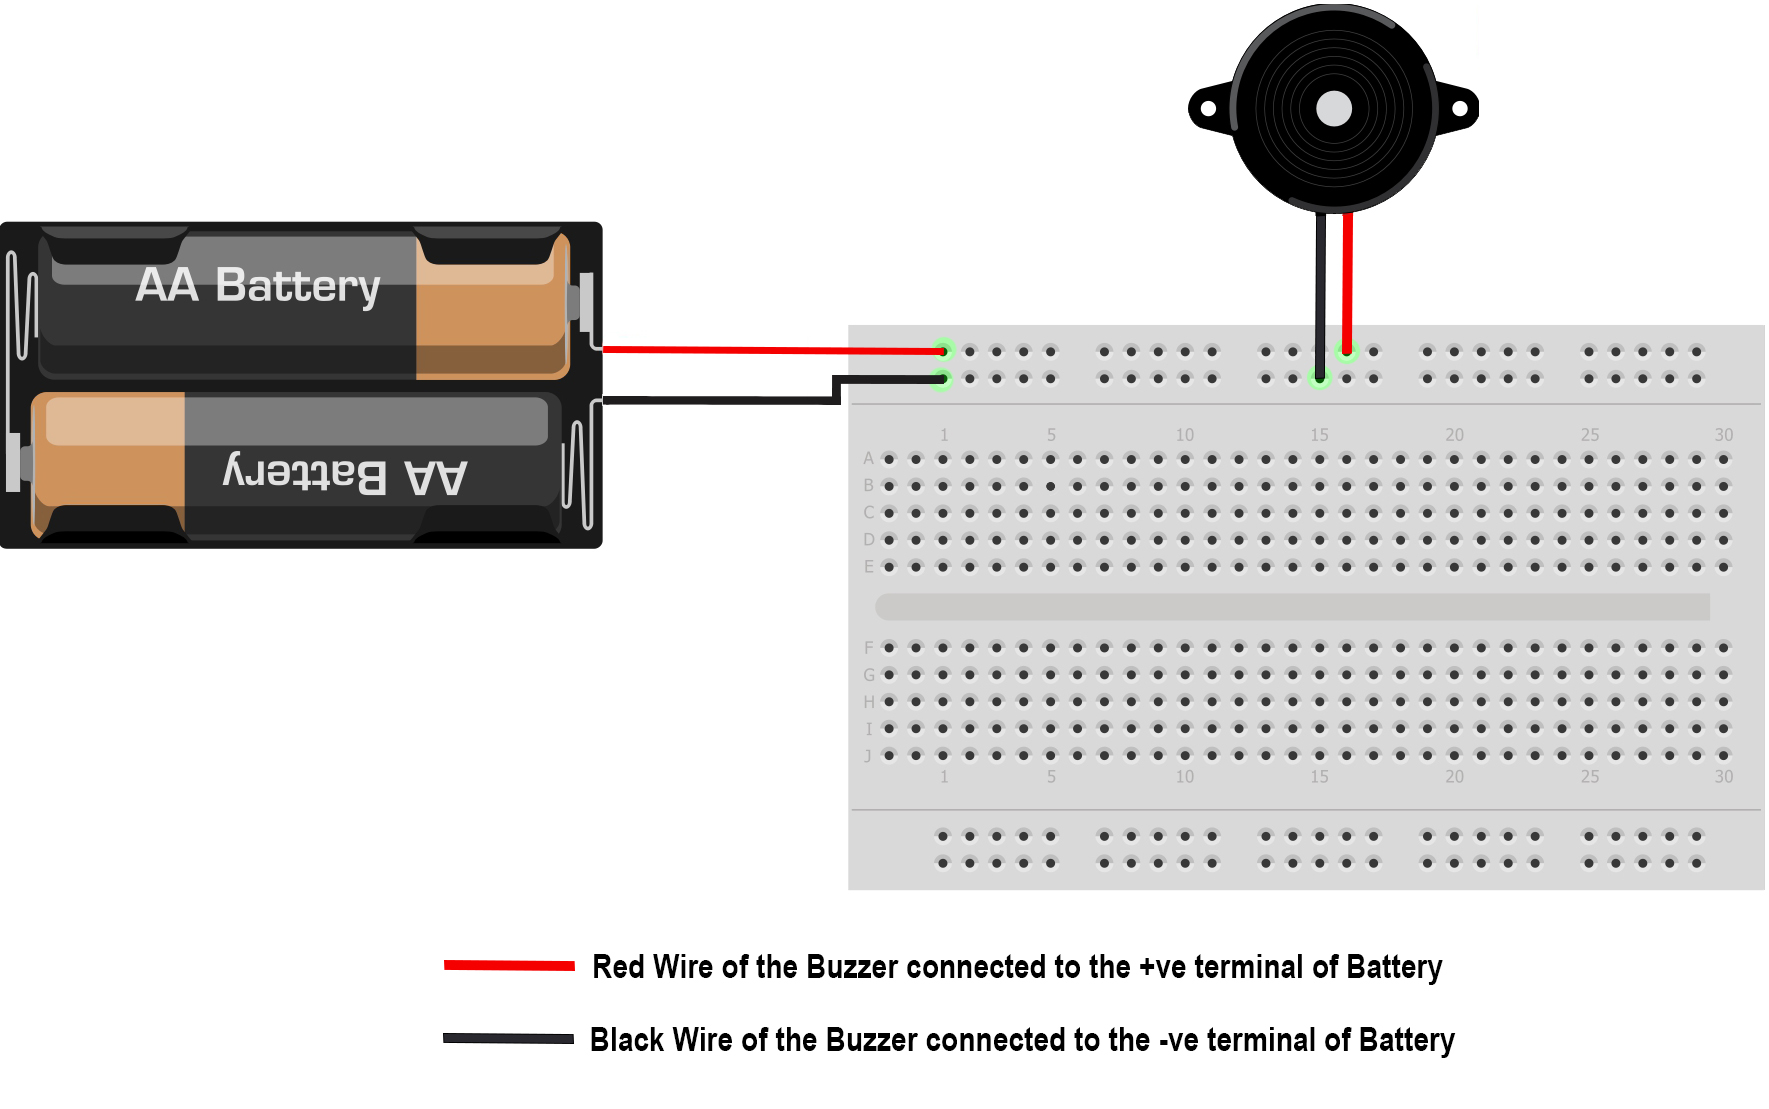 AA Battery
AA Battery
1 5 10 15 20 25 30
A
B
C
D
E
F
G
H
I
J
1 5 10 15 20 25 30
Red Wire of the Buzzer connected to the +ve terminal of Battery
Black Wire of the Buzzer connected to the -ve terminal of Battery